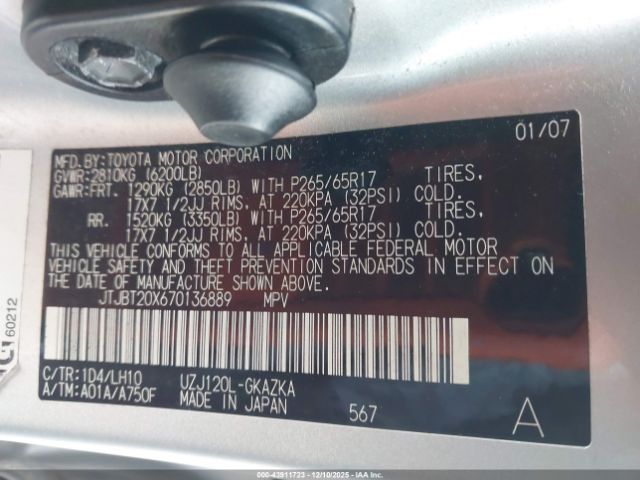 01/07
MFD.BY:TOYOTA MOTOR CORPORATION
GVWR:2810KG (6200LB)
GAWR:FRT. 1290KG (2850LB) WITH P265/65R17 TIRES,
17X7 1/2JJ RIMS, AT 220KPA (32PSI) COLD.
RR. 1520KG (3350LB) WITH P265/65R17 TIRES,
17X7 1/2JJ RIMS, AT 220KPA (32PSI) COLD.
THIS VEHICLE CONFORMS TO ALL APPLICABLE FEDERAL MOTOR
VEHICLE SAFETY AND THEFT PREVENTION STANDARDS IN EFFECT ON
THE DATE OF MANUFACTURE SHOWN ABOVE.
JTJBT20X670136889 MPV
C/TR:1D4/LH10 UZJ120L-GKAZKA
A/TM:A01A/A750F MADE IN JAPAN 567 A
60212
000-43911723 - 12/10/2025 - IAA Inc.